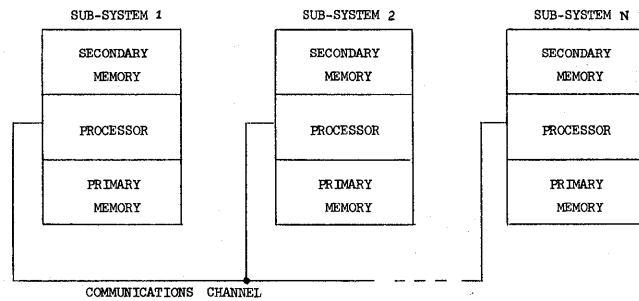 SUB-SYSTEM 1
SECONDARY
MEMORY
PROCESSOR
PRIMARY
MEMORY
SUB-SYSTEM 2
SECONDARY
MEMORY
PROCESSOR
PRIMARY
MEMORY
SUB-SYSTEM N
SECONDARY
MEMORY
PROCESSOR
PRIMARY
MEMORY
COMMUNICATIONS CHANNEL